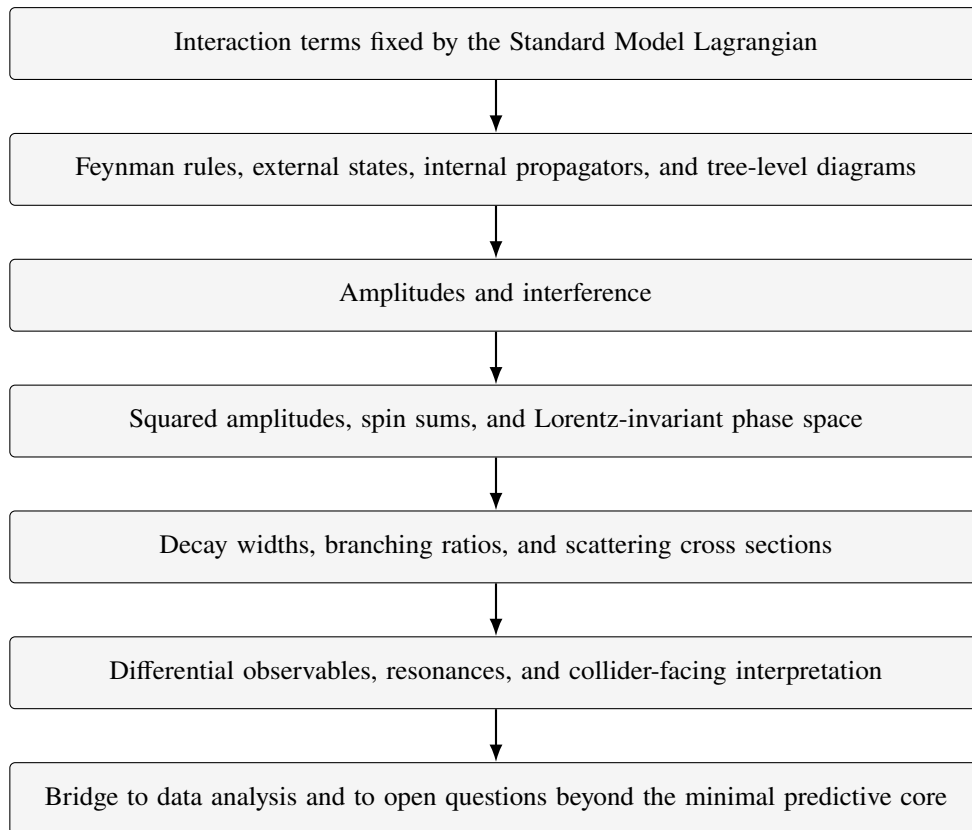 Interaction terms fixed by the Standard Model Lagrangian
Feynman rules, external states, internal propagators, and tree-level diagrams
Amplitudes and interference
Squared amplitudes, spin sums, and Lorentz-invariant phase space
Decay widths, branching ratios, and scattering cross sections
Differential observables, resonances, and collider-facing interpretation
Bridge to data analysis and to open questions beyond the minimal predictive core